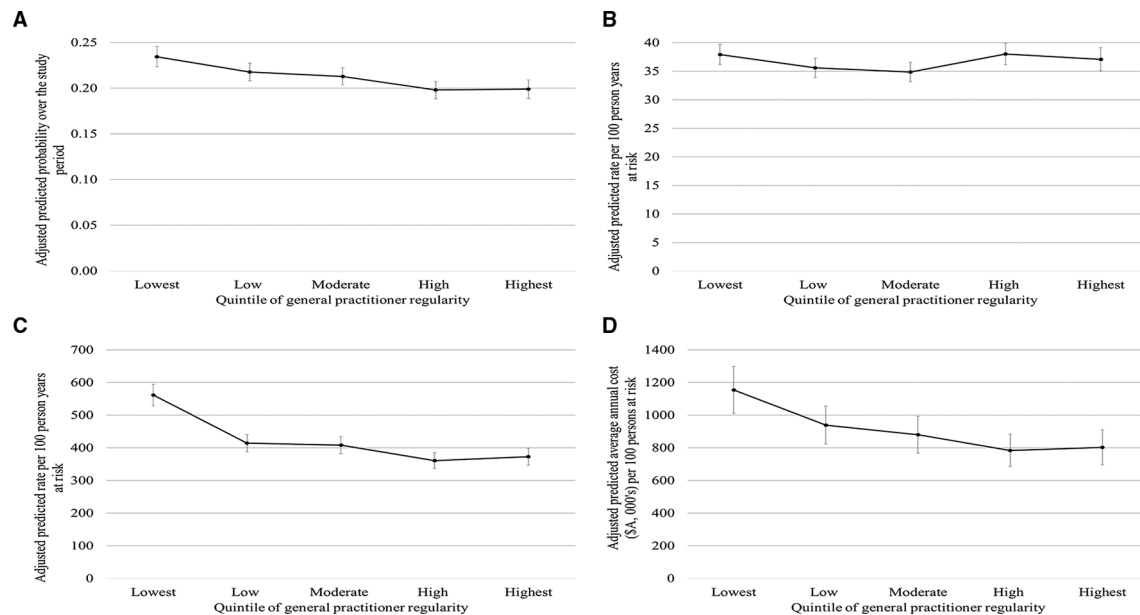 A
Adjusted predicted probability over the study
period
0.25
0.20
0.15
0.10
0.05
0.00
Lowest
Low
Moderate
High
Highest
Quintile of general practitioner regularity
B
Adjusted predicted rate per 100 person years
at risk
40
35
30
25
20
15
10
5
0
Lowest
Low
Moderate
High
Highest
Quintile of general practitioner regularity
C
Adjusted predicted rate per 100 person years
at risk
700
600
500
400
300
200
100
0
Lowest
Low
Moderate
High
Highest
Quintile of general practitioner regularity
D
Adjusted predicted average annual cost
($A, 000's) per 100 persons at risk
1400
1200
1000
800
600
400
200
0
Lowest
Low
Moderate
High
Highest
Quintile of general practitioner regularity